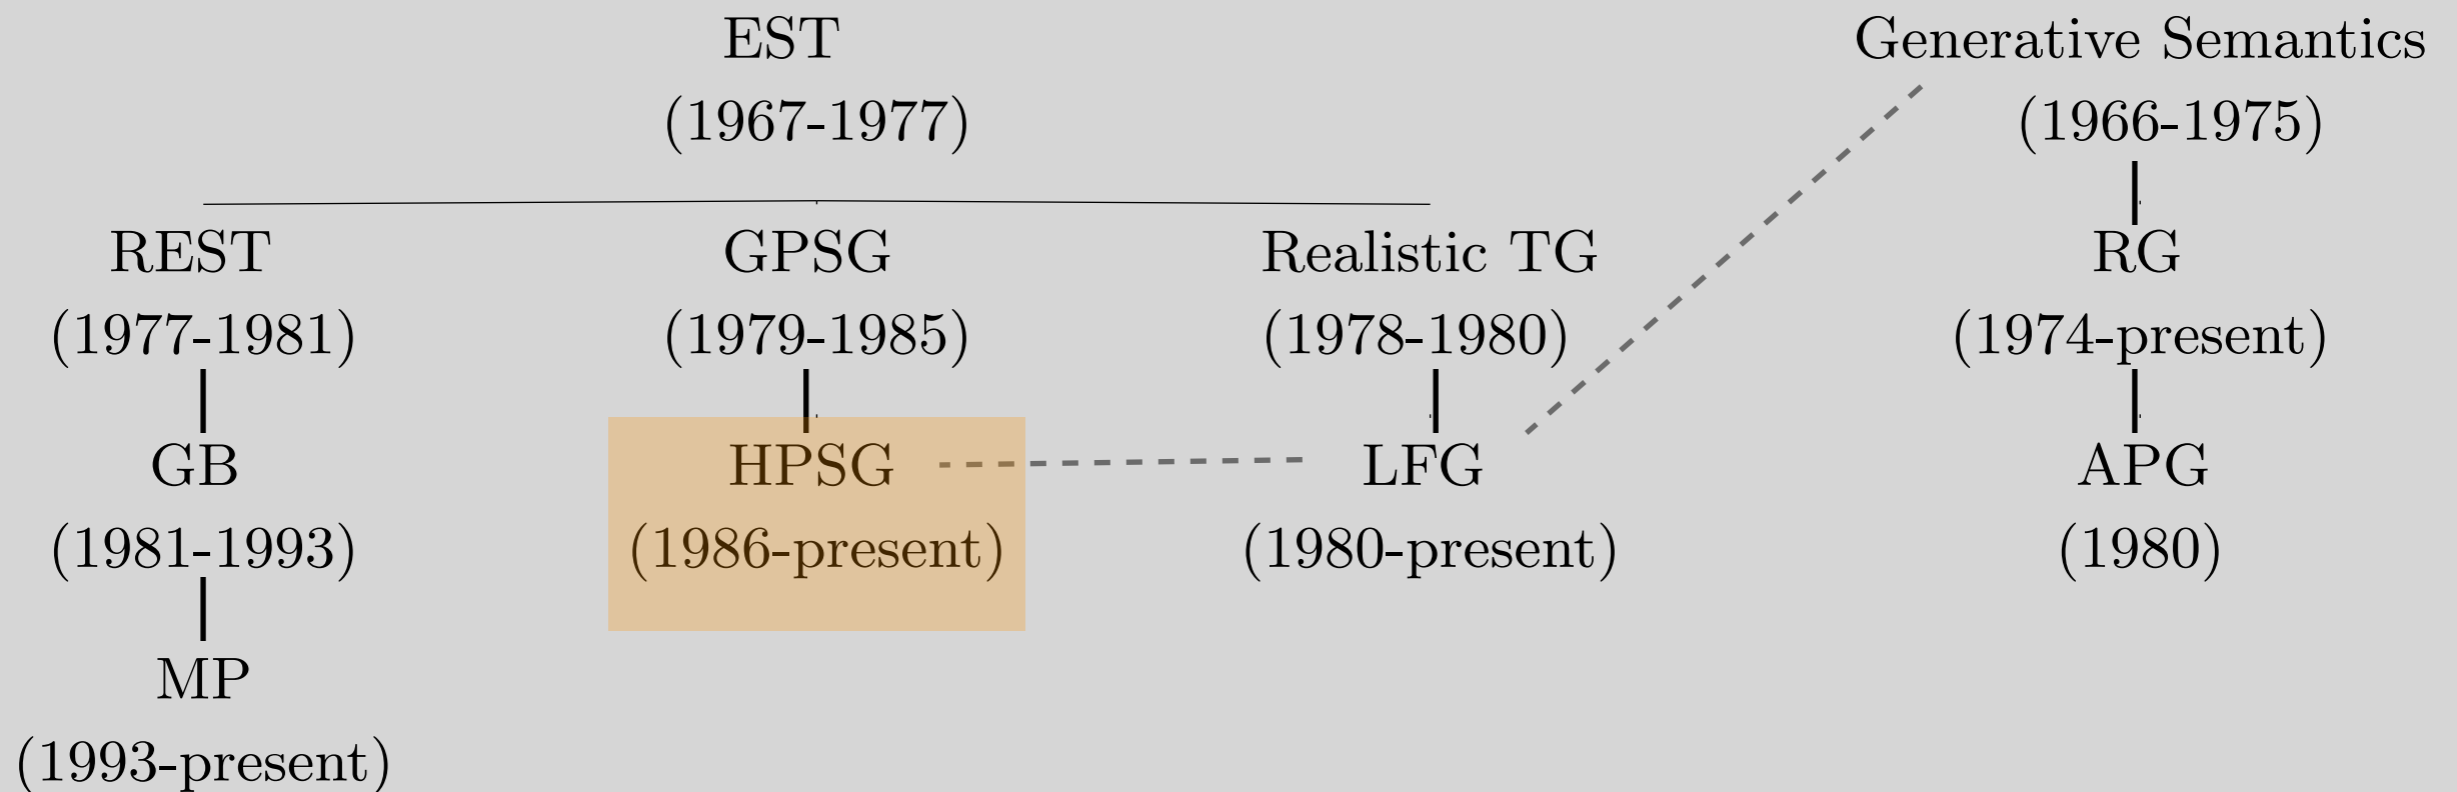 EST
(1967-1977)
Generative Semantics
(1966-1975)
REST
(1977-1981)
GPSG
(1979-1985)
Realistic TG
(1978-1980)
RG
(1974-present)
GB
(1981-1993)
HPSG
(1986-present)
LFG
(1980-present)
APG
(1980)
MP
(1993-present)